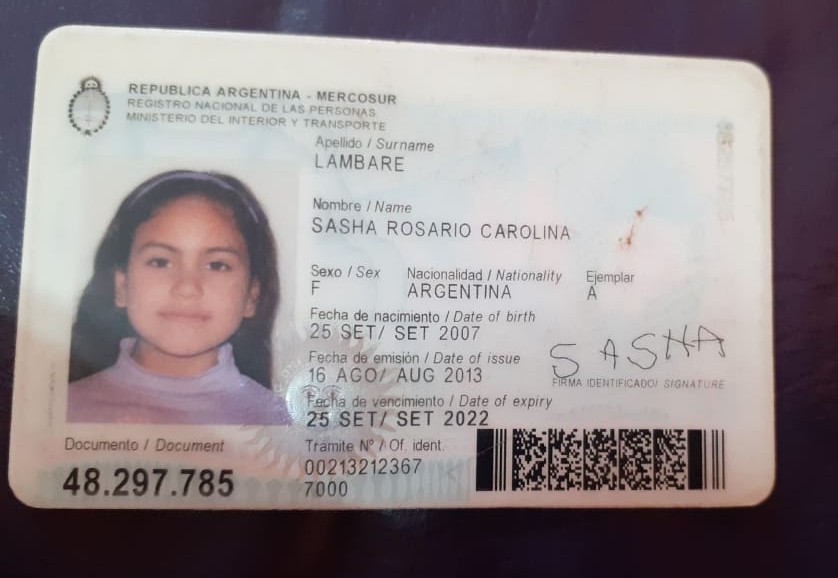 REPUBLICA ARGENTINA - MERCOSUR
REGISTRO NACIONAL DE LAS PERSONAS
MINISTERIO DEL INTERIOR Y TRANSPORTE
Apellido / Surname
LAMBARE
Nombre / Name
SASHA ROSARIO CAROLINA
Sexo / Sex Nacionalidad / Nationality Ejemplar
F ARGENTINA A
Fecha de nacimiento / Date of birth
25 SET/ SET 2007
Fecha de emisión / Date of issue
16 AGO/ AUG 2013
SASHA
FIRMA IDENTIFICADO/ SIGNATURE
Fecha de vencimiento / Date of expiry
25 SET/ SET 2022
Documento / Document
48.297.785
Tramite Nº / Of. ident.
00213212367
7000